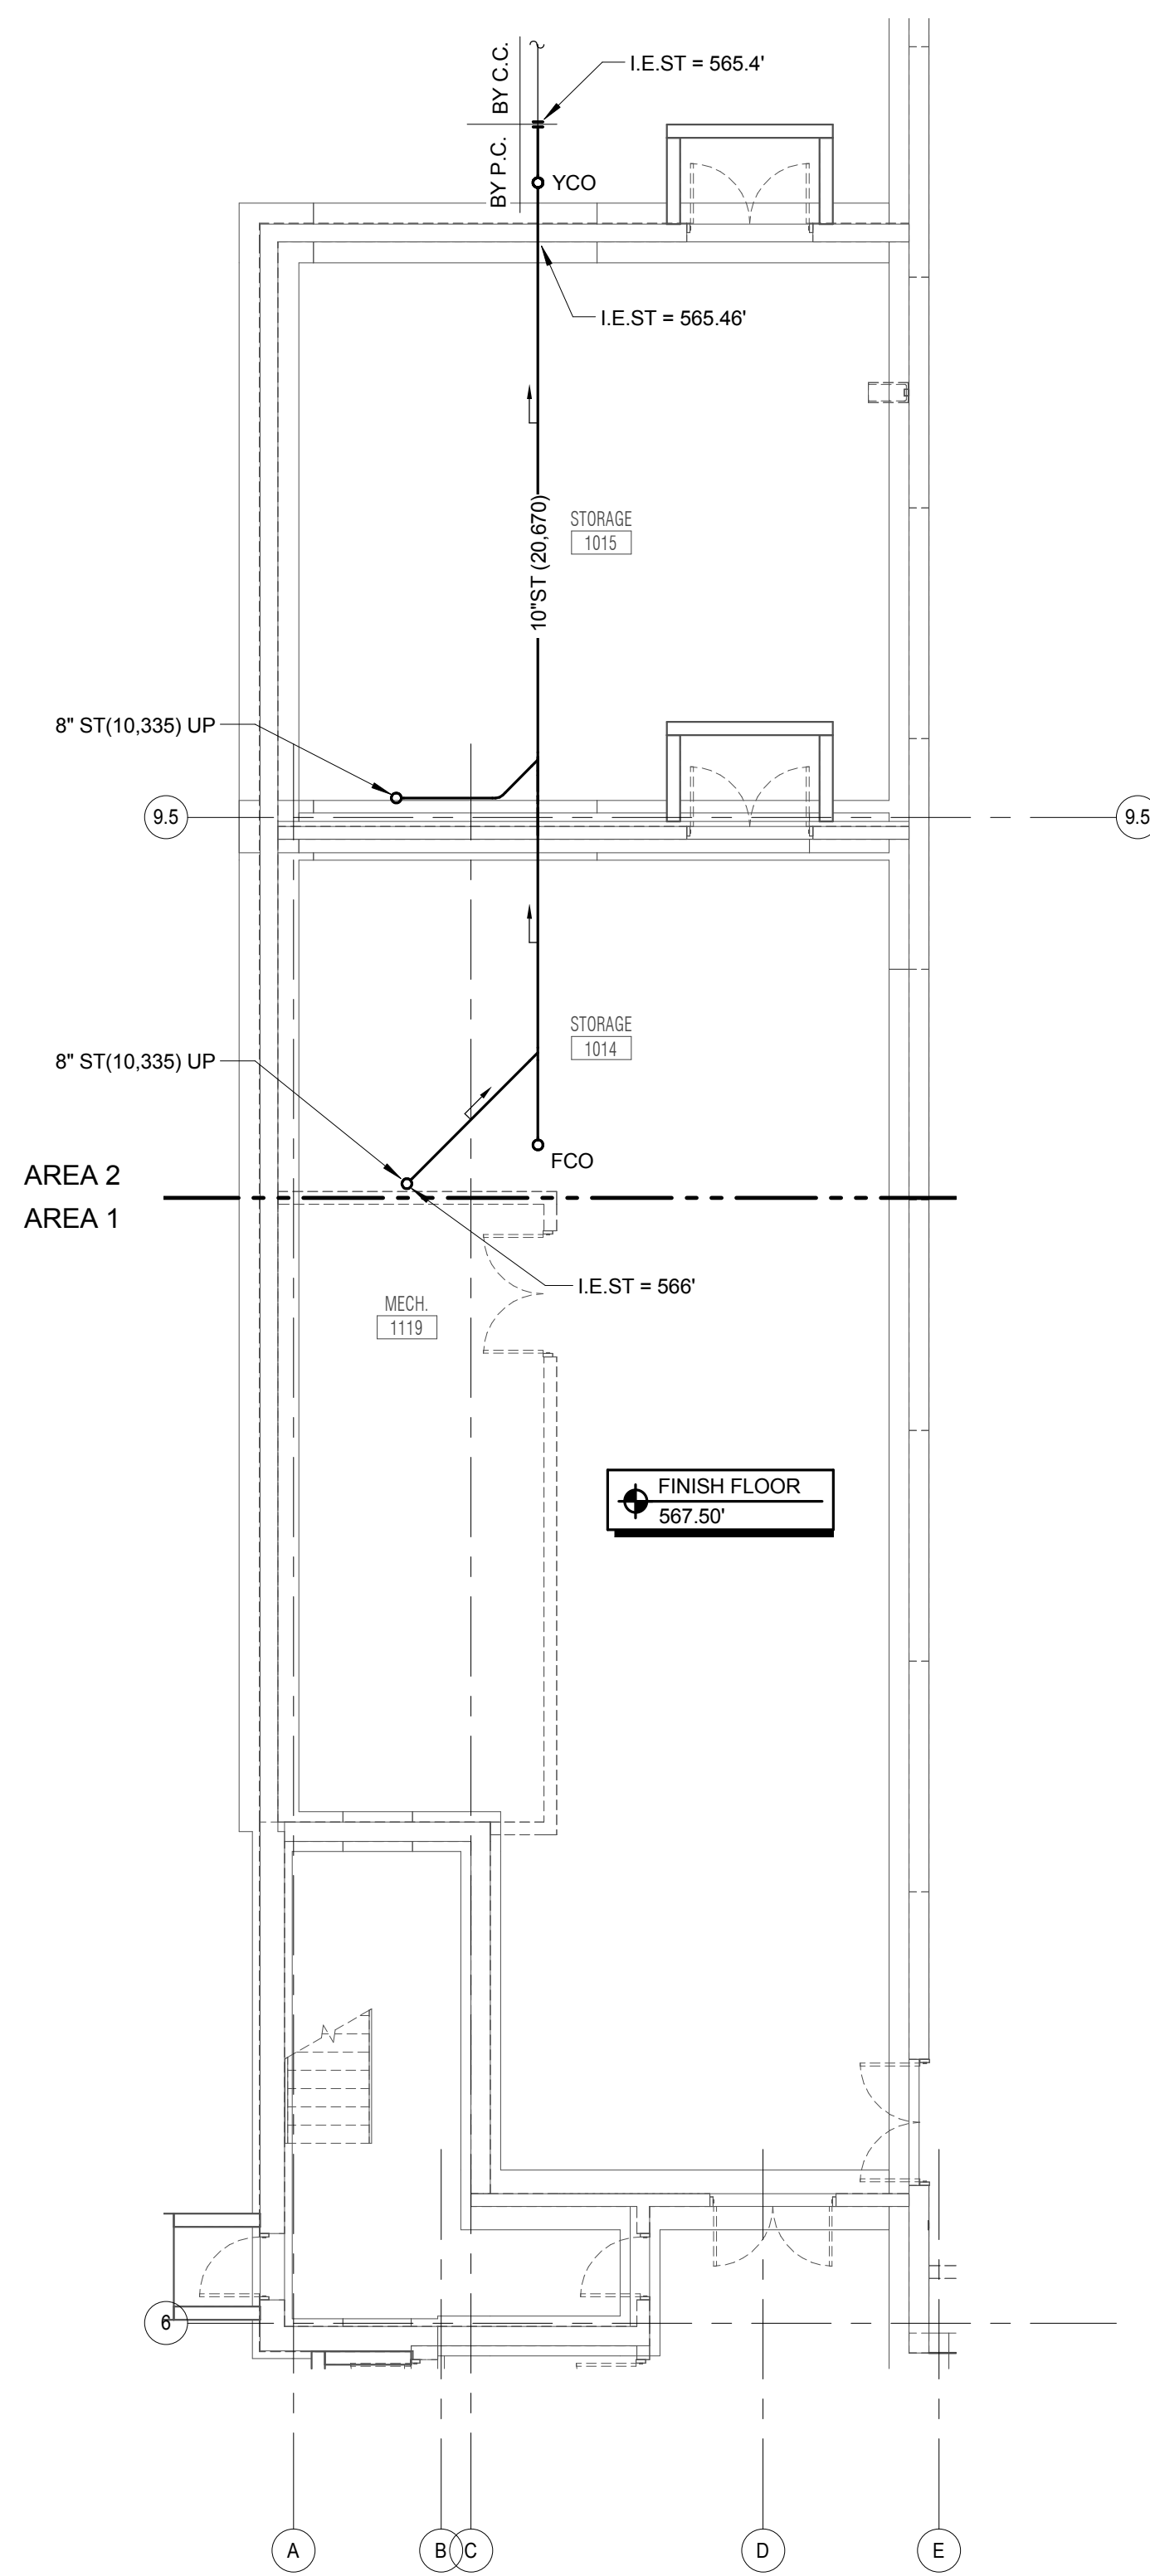 BY C.C.
I.E.ST = 565.4'
BY P.C.
YCO
I.E.ST = 565.46'
10"ST (20,670)
STORAGE
1015
8" ST(10,335) UP
9.5
9.5
STORAGE
1014
8" ST(10,335) UP
FCO
AREA 2
AREA 1
I.E.ST = 566'
MECH.
1119
FINISH FLOOR
567.50'
6
A
B
C
D
E